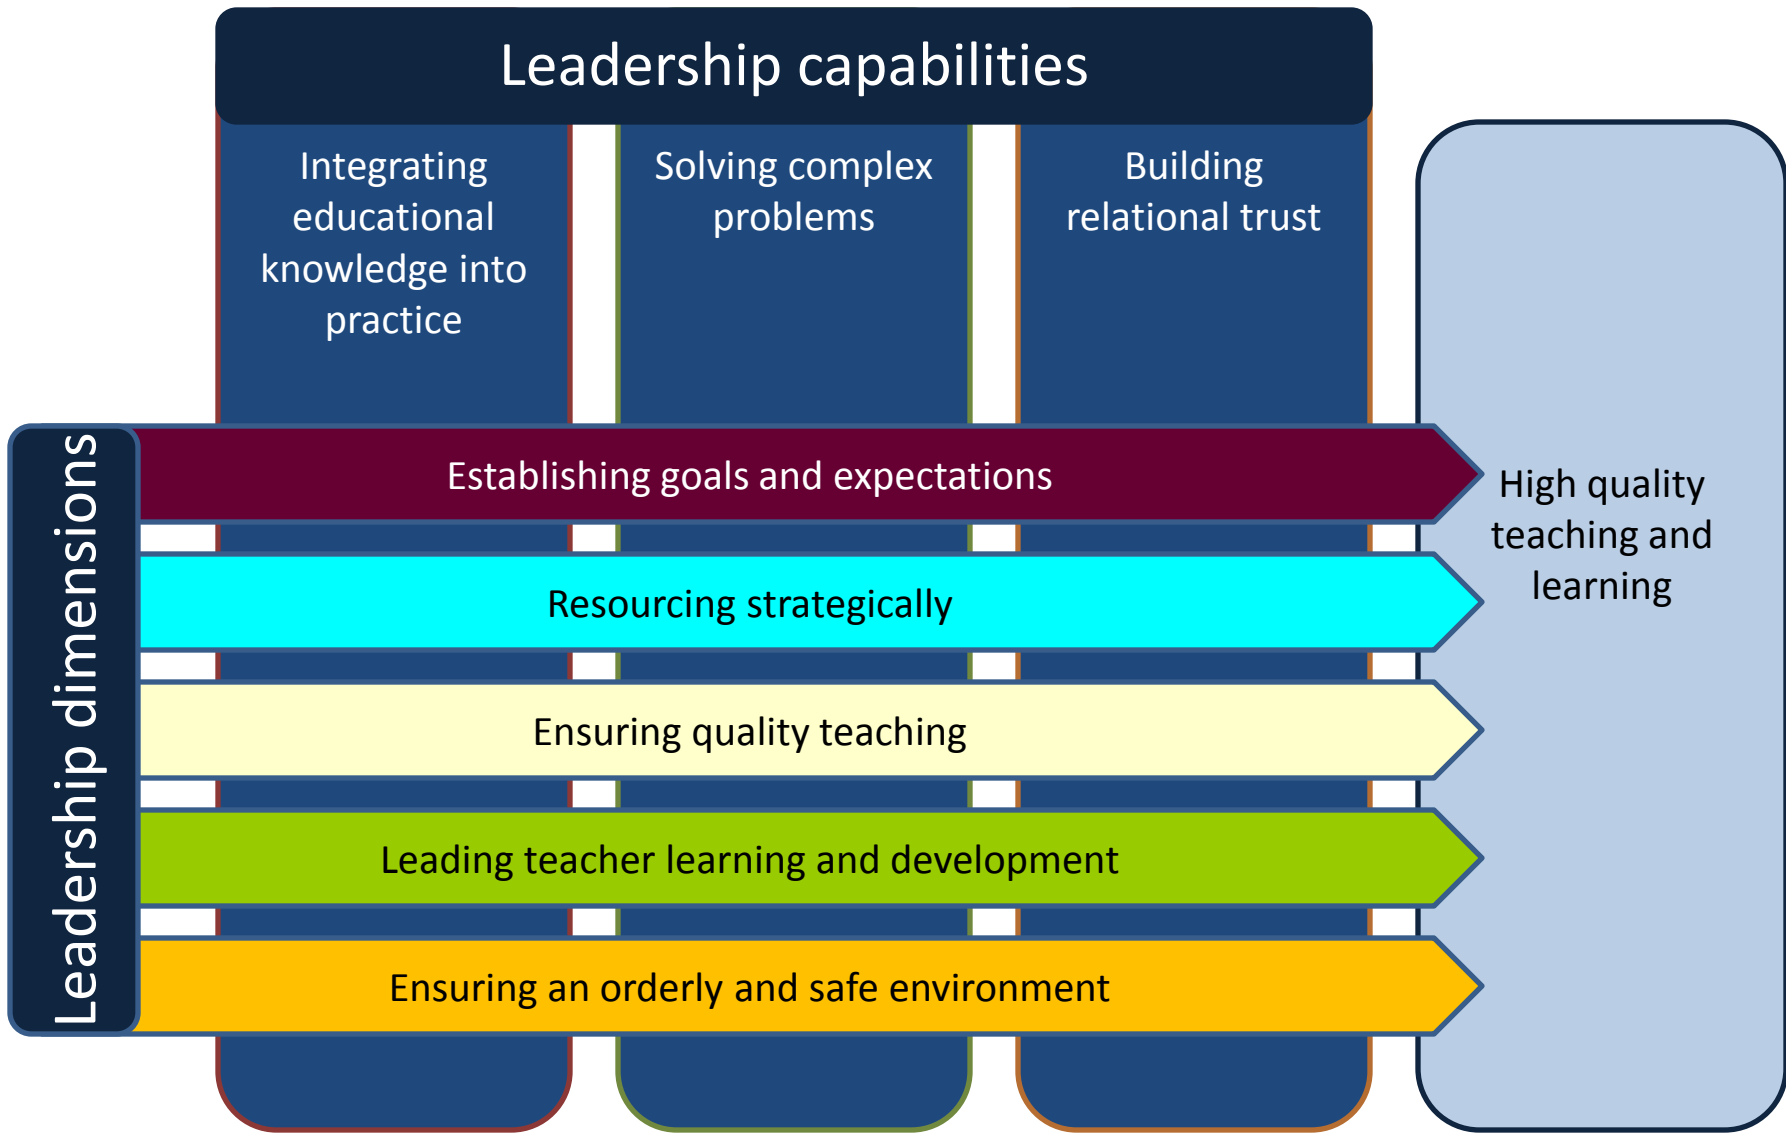 Leadership capabilities
Integrating
educational
knowledge into
practice
Solving complex
problems
Building
relational trust
Leadership dimensions
Establishing goals and expectations
Resourcing strategically
Ensuring quality teaching
Leading teacher learning and development
Ensuring an orderly and safe environment
High quality
teaching and
learning